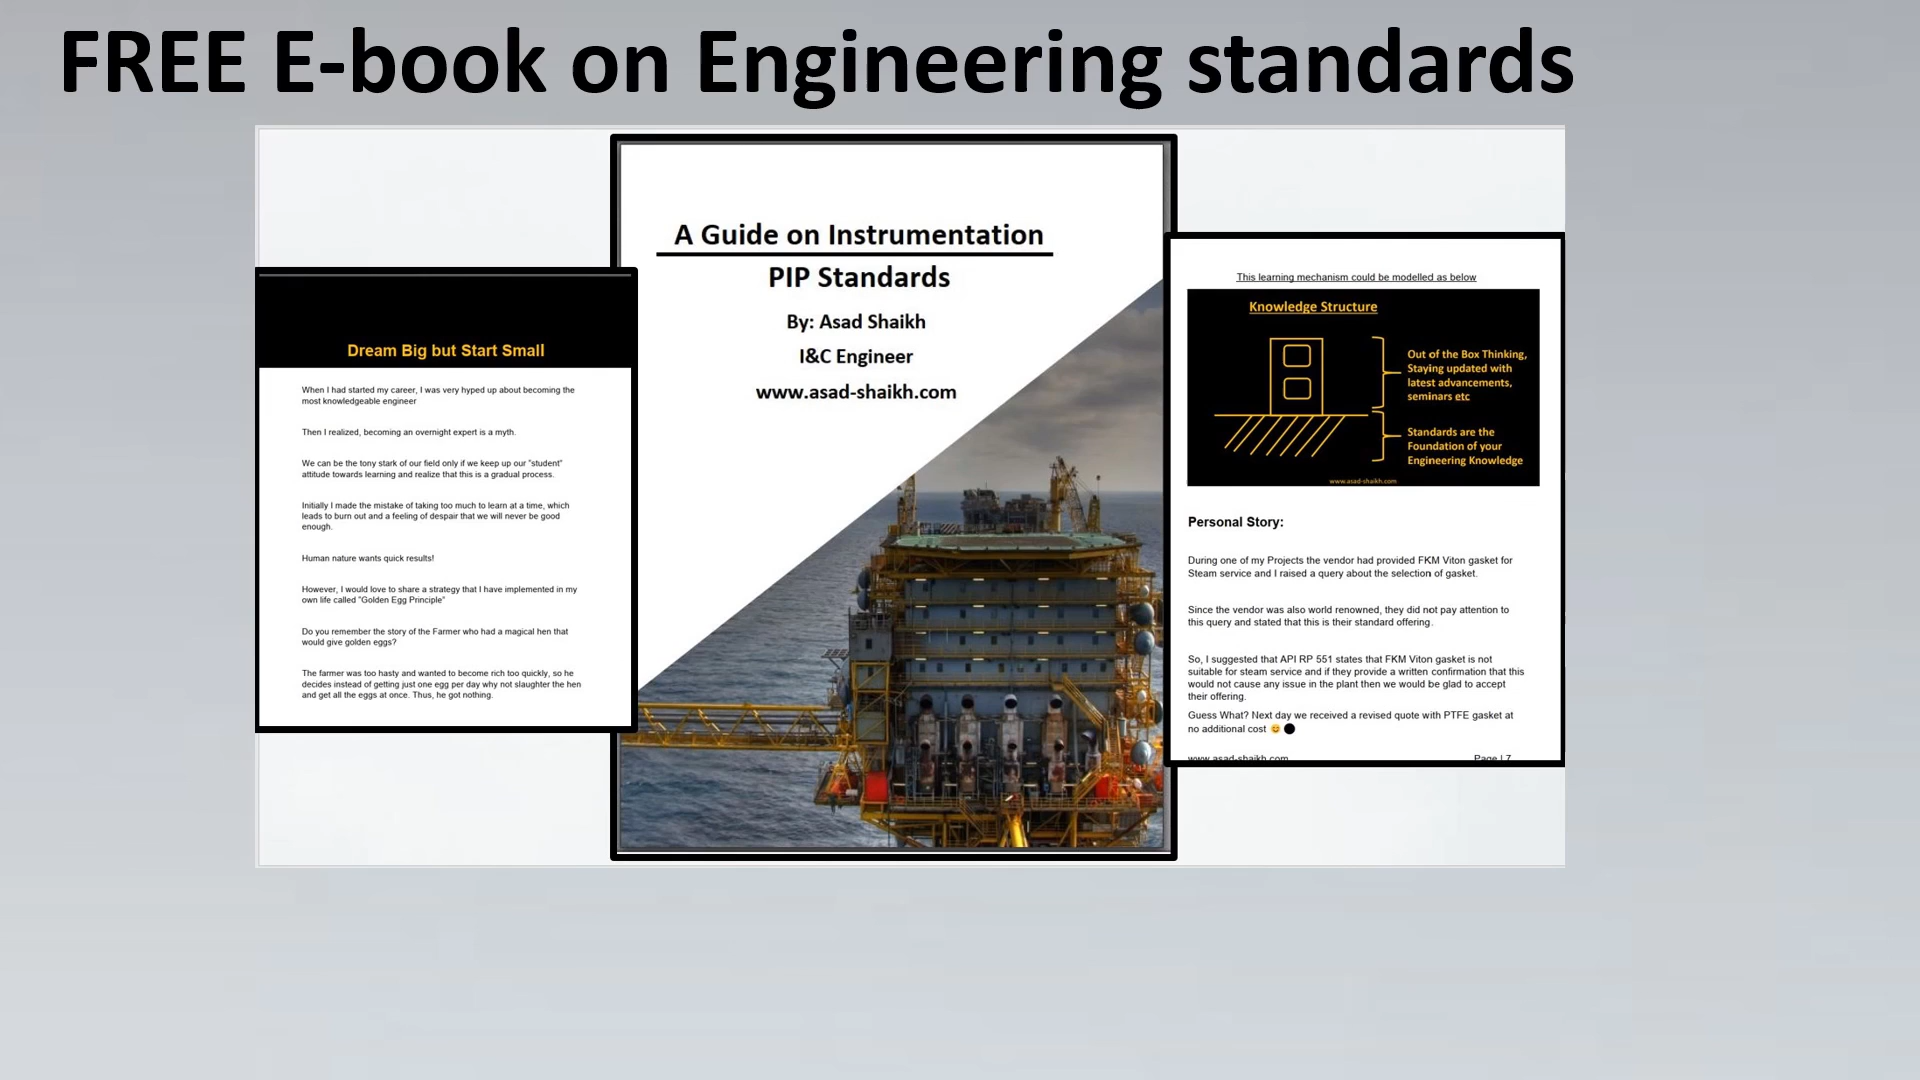 FREE E-book on Engineering standards
Dream Big but Start Small
When I had started my career, I was very hyped up about becoming the
most knowledgeable engineer
Then I realized, becoming an overnight expert is a myth.
We can be the tony stark of our field only if we keep up our "student"
attitude towards learning and realize that this is a gradual process.
Initially I made the mistake of taking too much to learn at a time, which
leads to burn out and a feeling of despair that we will never be good
enough.
Human nature wants quick results!
However, I would love to share a strategy that I have implemented in my
own life called "Golden Egg Principle"
Do you remember the story of the Farmer who had a magical hen that
would give golden eggs?
The farmer was too hasty and wanted to become rich too quickly, so he
decides instead of getting just one egg per day why not slaughter the hen
and get all the eggs at once. Thus, he got nothing.
A Guide on Instrumentation
PIP Standards
By: Asad Shaikh
I&C Engineer
www.asad-shaikh.com
This learning mechanism could be modelled as below
Knowledge Structure
Out of the Box Thinking,
Staying updated with
latest advancements,
seminars etc
Standards are the
Foundation of your
Engineering Knowledge
www.asad-shaikh.com
Personal Story:
During one of my Projects the vendor had provided FKM Viton gasket for
Steam service and I raised a query about the selection of gasket.
Since the vendor was also world renowned, they did not pay attention to
this query and stated that this is their standard offering.
So, I suggested that API RP 551 states that FKM Viton gasket is not
suitable for steam service and if they provide a written confirmation that this
would not cause any issue in the plant then we would be glad to accept
their offering.
Guess What? Next day we received a revised quote with PTFE gasket at
no additional cost 😊
www.asad-shaikh.com Page | 7